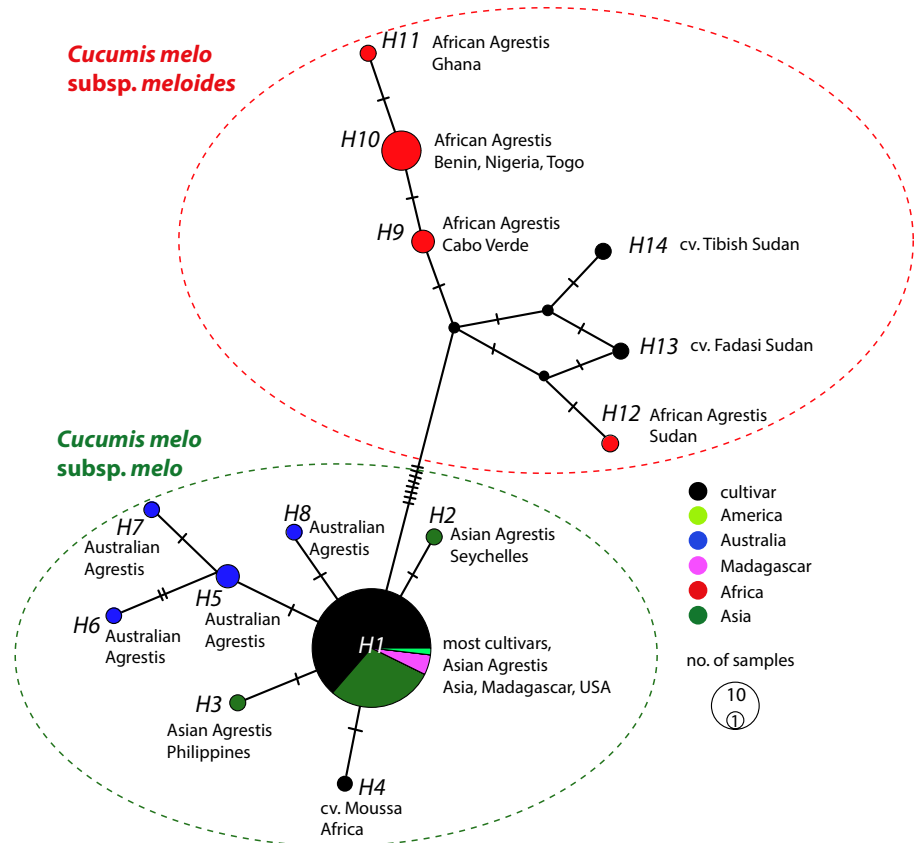 Cucumis melo
subsp. meloides
H11
African Agrestis
Ghana
H10
African Agrestis
Benin, Nigeria, Togo
H9
African Agrestis
Cabo Verde
H14
cv. Tibish Sudan
H13
cv. Fadasi Sudan
H12
African Agrestis
Sudan
Cucumis melo
subsp. melo
H7
Australian
Agrestis
H8
Australian
Agrestis
H2
Asian Agrestis
Seychelles
H6
Australian
Agrestis
H5
Australian
Agrestis
H1
most cultivars,
Asian Agrestis
Asia, Madagascar, USA
H3
Asian Agrestis
Philippines
H4
cv. Moussa
Africa
cultivar
America
Australia
Madagascar
Africa
Asia
no. of samples
10
1